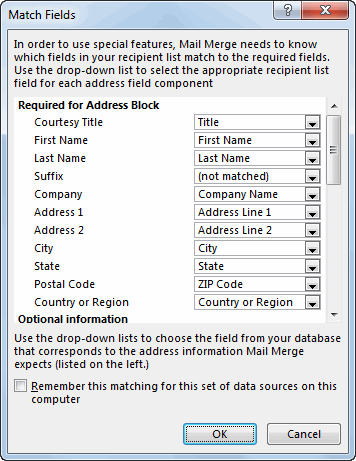 Match Fields
In order to use special features, Mail Merge needs to know
which fields in your recipient list match to the required fields.
Use the drop-down list to select the appropriate recipient list
field for each address field component
Required for Address Block
Courtesy Title Title
First Name First Name
Last Name Last Name
Suffix (not matched)
Company Company Name
Address 1 Address Line 1
Address 2 Address Line 2
City City
State State
Postal Code ZIP Code
Country or Region Country or Region
Optional information
Use the drop-down lists to choose the field from your database
that corresponds to the address information Mail Merge
expects (listed on the left.)
Remember this matching for this set of data sources on this
computer
OK Cancel